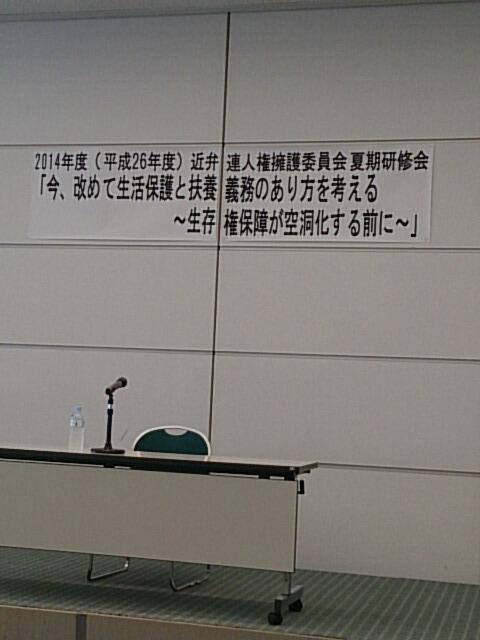 2014年度（平成26年度）近弁連人権擁護委員会夏期研修会
「今、改めて生活保護と扶養義務のあり方を考える
～生存権保障が空洞化する前に～」